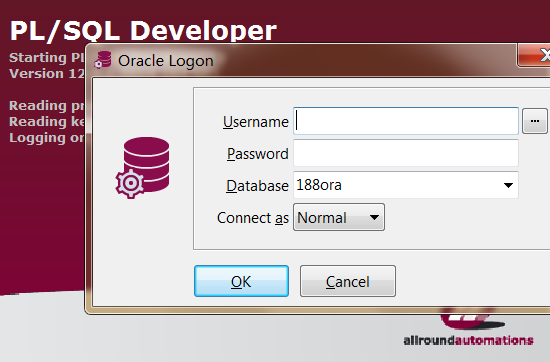 PL/SQL Developer
Starting PL
Version 12
Reading pr
Reading ke
Logging on
Oracle Logon
Username
...
Password
Database 188ora
Connect as Normal
OK Cancel
allroundautomations